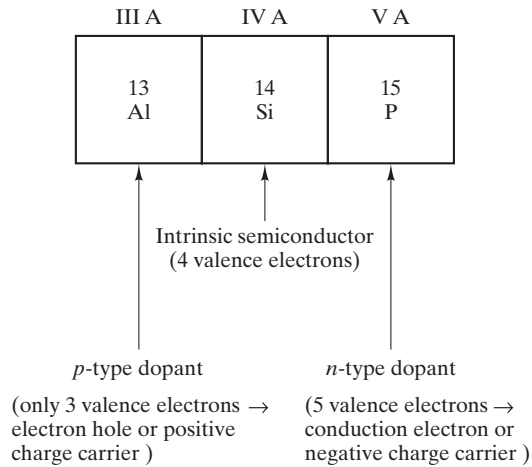 III A IV A V A
13 14 15
Al Si P
Intrinsic semiconductor
(4 valence electrons)
p-type dopant
(only 3 valence electrons →
electron hole or positive
charge carrier )
n-type dopant
(5 valence electrons →
conduction electron or
negative charge carrier )